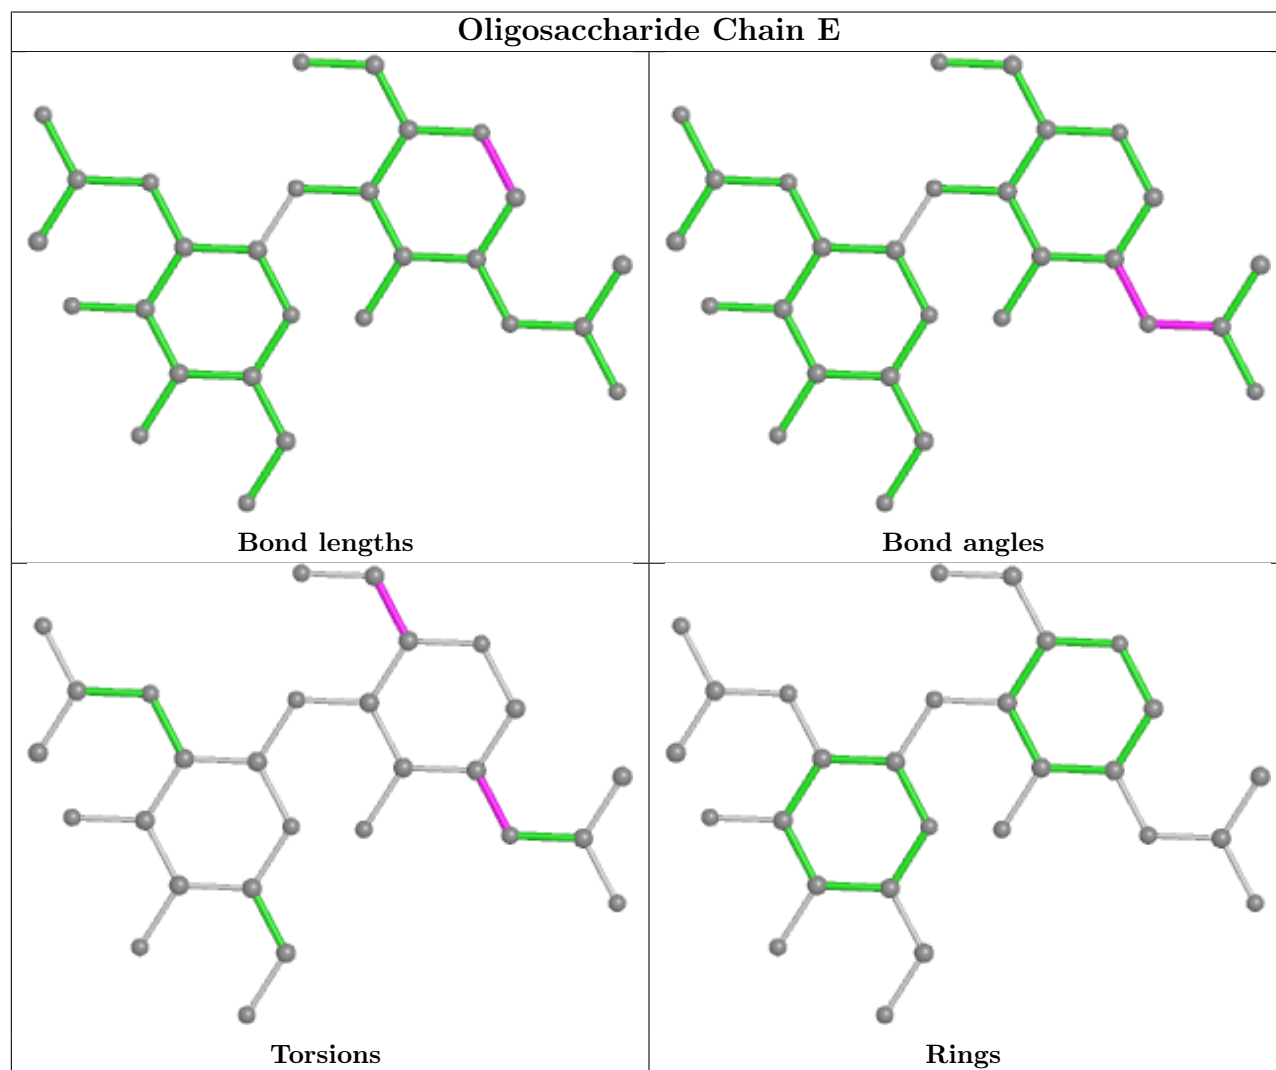 Oligosaccharide Chain E
Bond lengths
Bond angles
Torsions
Rings